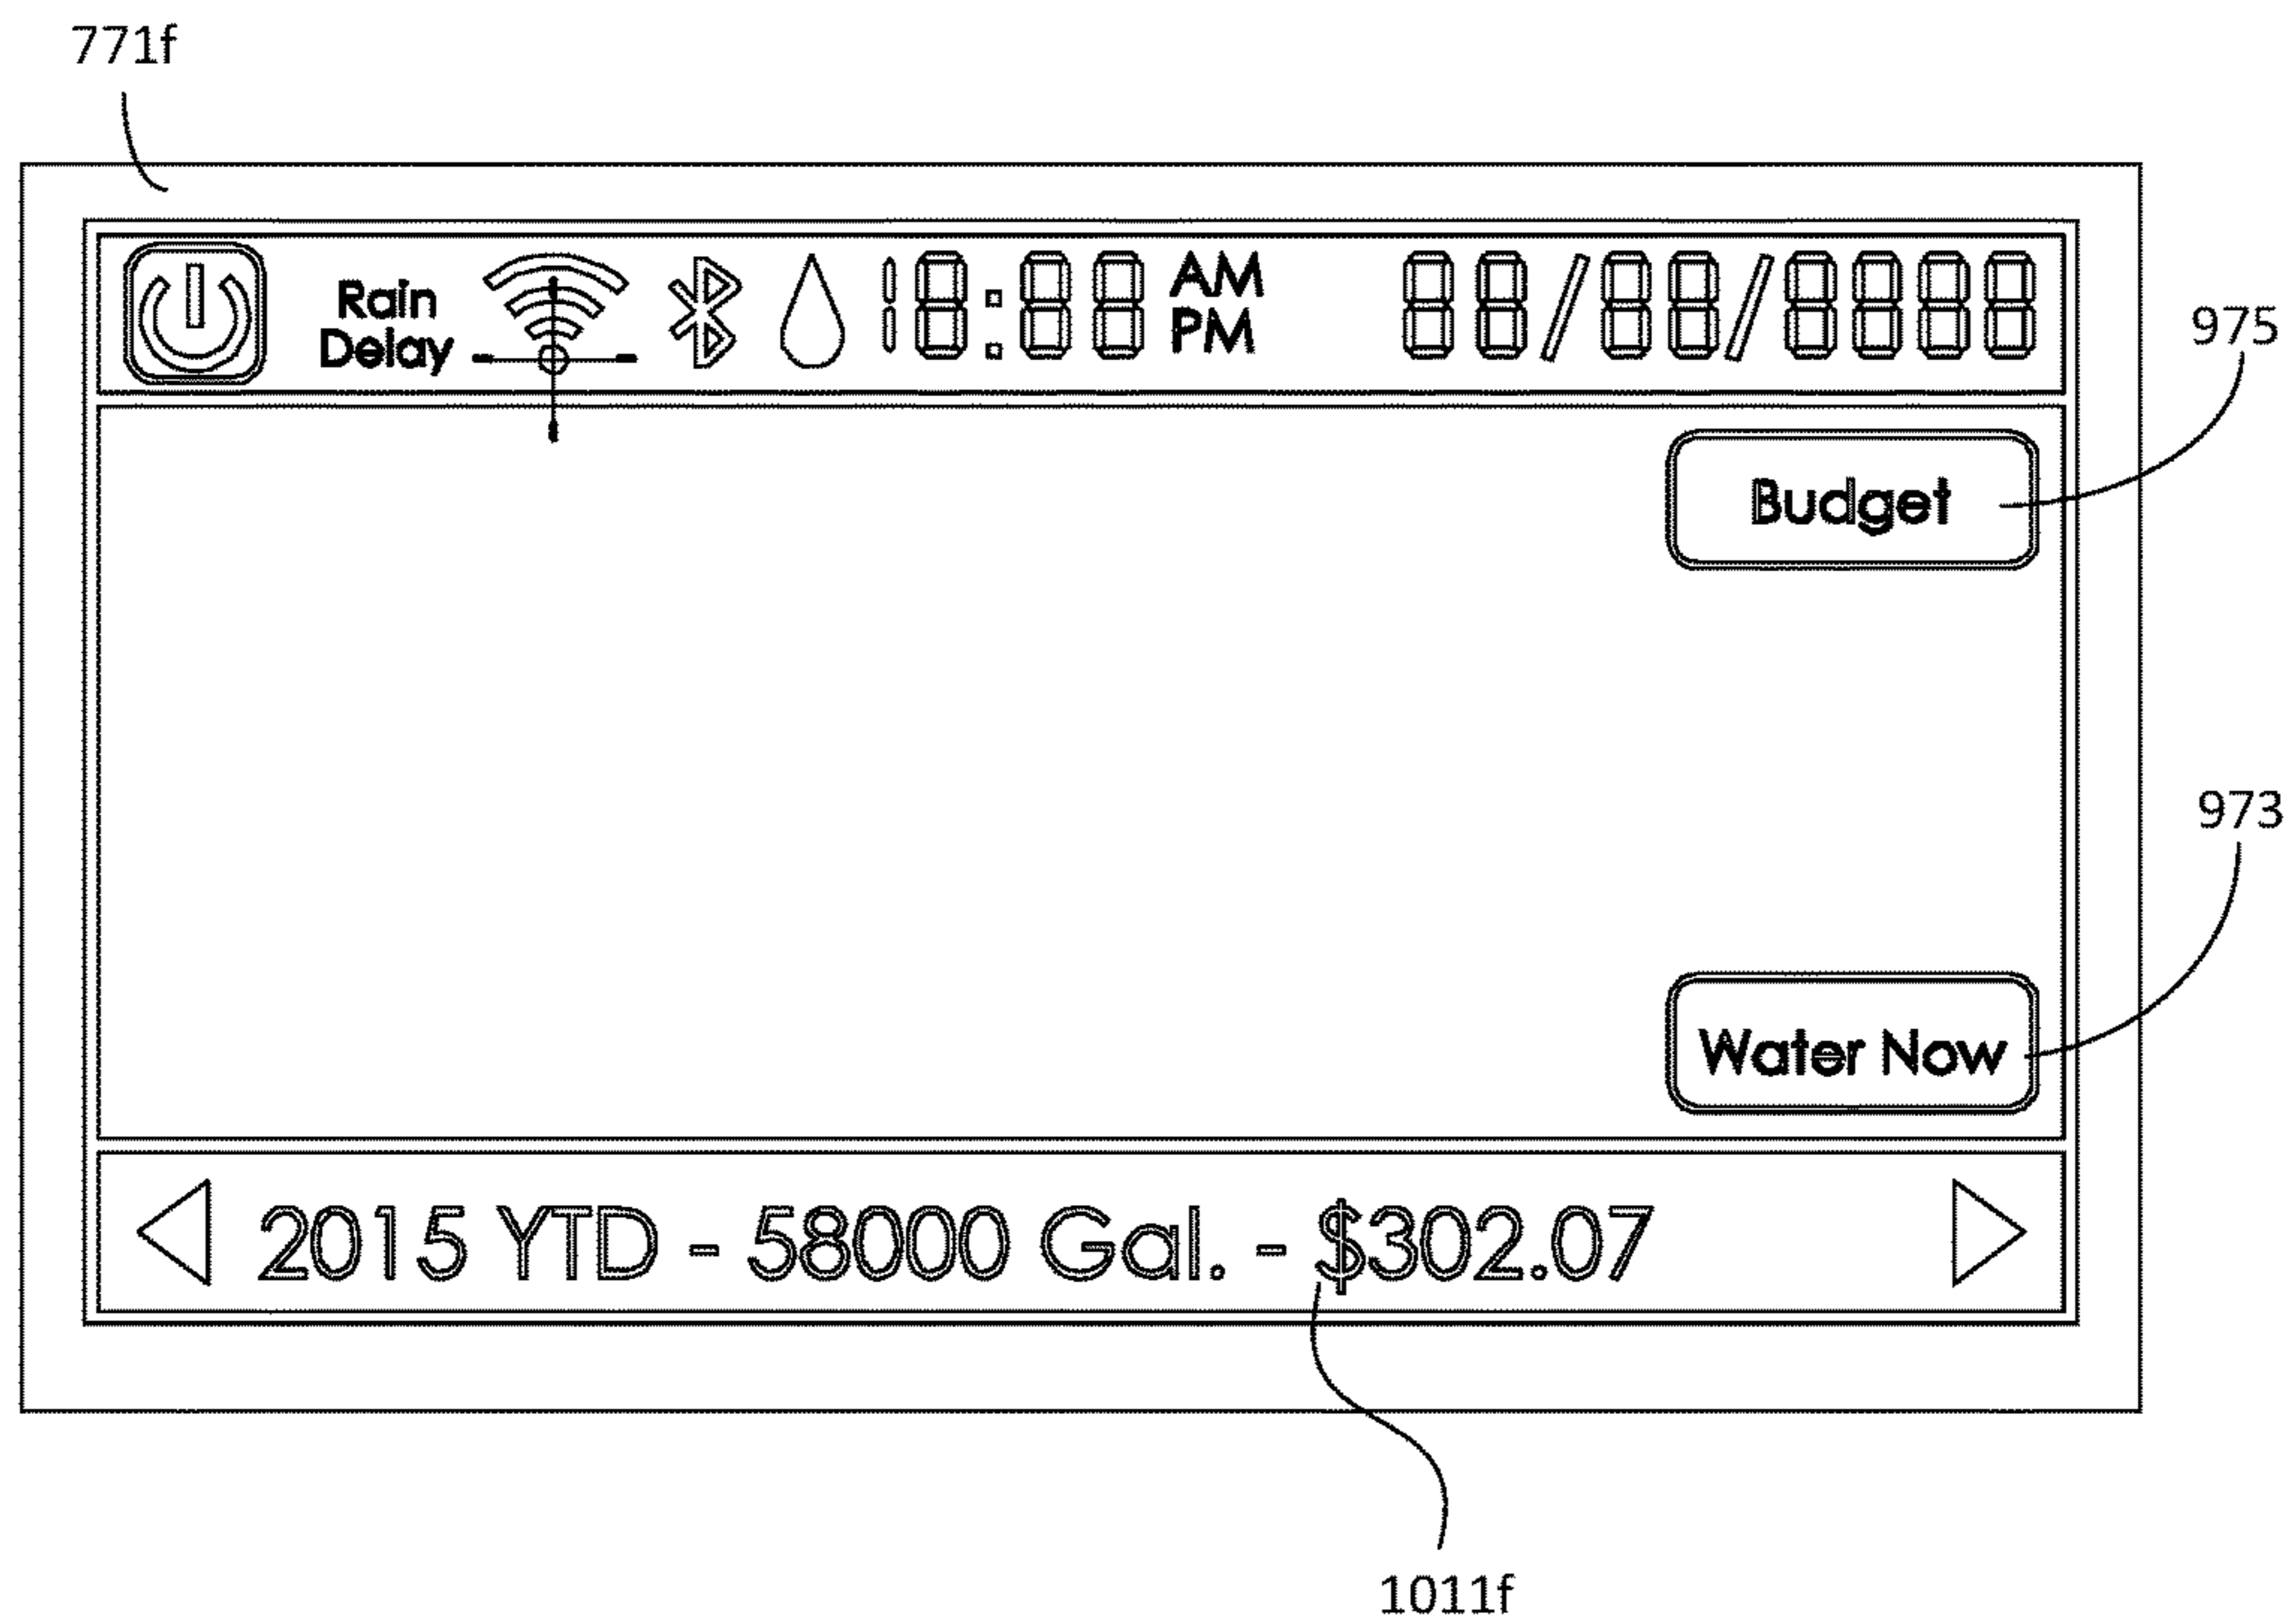 771f
Rain
Delay
18:88 AM
PM
88/88/8888
975
Budget
973
Water Now
2015 YTD - 58000 Gal. - $302.07
1011f